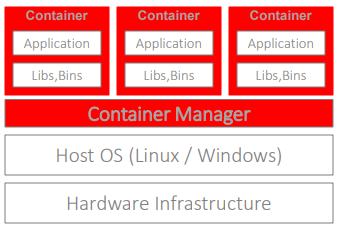 Container Container Container
Application Application Application
Libs,Bins Libs,Bins Libs,Bins
Container Manager
Host OS (Linux / Windows)
Hardware Infrastructure